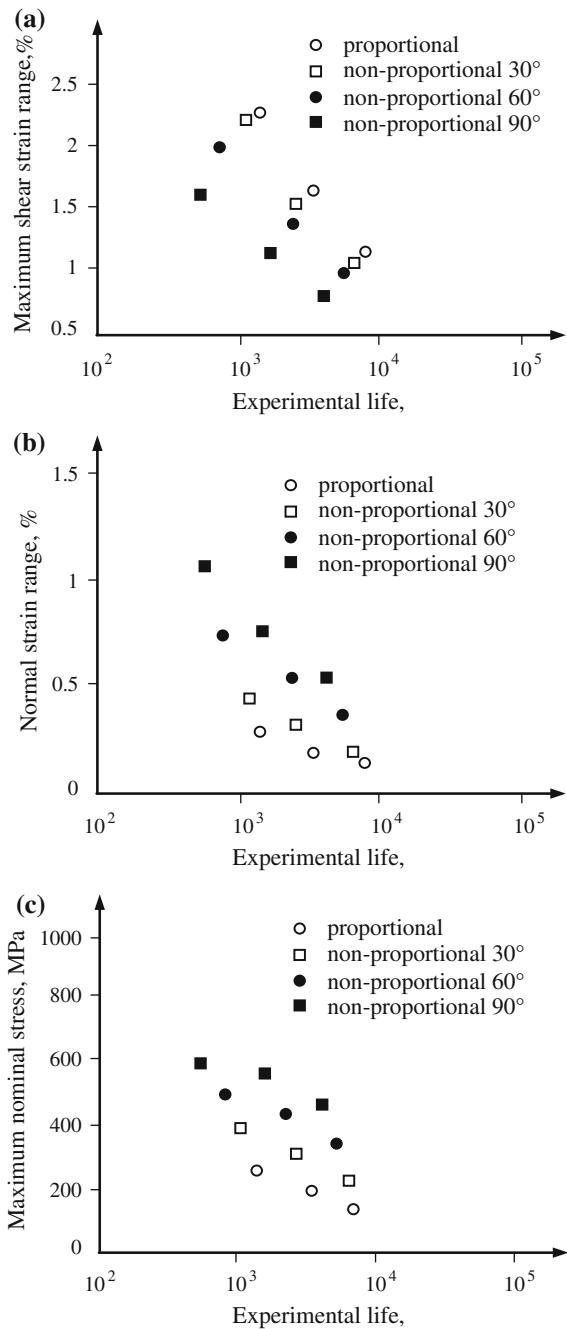 (a)
Maximum shear strain range,%
2.5
2
1.5
1
0.5
proportional
non-proportional 30°
non-proportional 60°
non-proportional 90°
10² 10³ 10⁴ 10⁵
Experimental life,
(b)
Normal strain range, %
1.5
1
0.5
0
proportional
non-proportional 30°
non-proportional 60°
non-proportional 90°
10² 10³ 10⁴ 10⁵
Experimental life,
(c)
Maximum nominal stress, MPa
1000
800
600
400
200
0
proportional
non-proportional 30°
non-proportional 60°
non-proportional 90°
10² 10³ 10⁴ 10⁵
Experimental life,